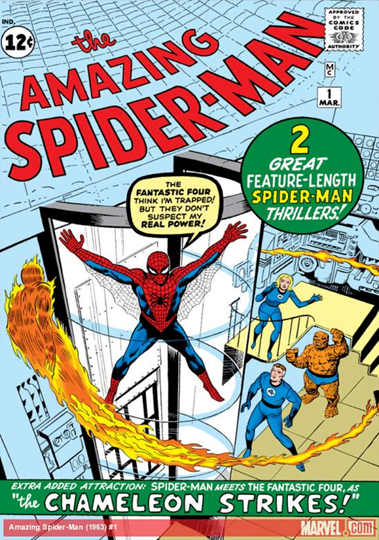 IND.
12¢
APPROVED
BY THE
COMICS
CODE
AUTHORITY
the
AMAZING
SPIDER-MAN
M
C
1
MAR.
2
GREAT
FEATURE-LENGTH
SPIDER-MAN
THRILLERS!
THE
FANTASTIC FOUR
THINK I'M TRAPPED!
BUT THEY DON'T
SUSPECT MY
REAL POWER!
EXTRA ADDED ATTRACTION: SPIDER-MAN MEETS THE FANTASTIC FOUR, AS
"the CHAMELEON STRIKES!"
Amazing Spider-Man (1963) #1
MARVEL.com